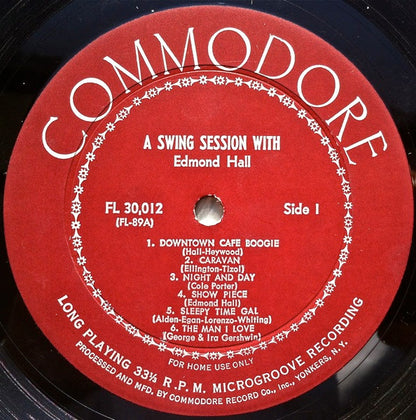 COMMODORE
A SWING SESSION WITH
Edmond Hall
FL 30,012
(FL-89A)
Side 1
1. DOWNTOWN CAFE BOOGIE
(Hall-Heywood)
2. CARAVAN
(Ellington-Tizol)
3. NIGHT AND DAY
(Cole Porter)
4. SHOW PIECE
(Edmond Hall)
5. SLEEPY TIME GAL
(Alden-Egan-Lorenzo-Whiting)
6. THE MAN I LOVE
(George & Ira Gershwin)
FOR HOME USE ONLY
LONG PLAYING 33⅓ R.P.M. MICROGROOVE RECORDING
PROCESSED AND MFD. BY COMMODORE RECORD Co., Inc., YONKERS, N.Y.